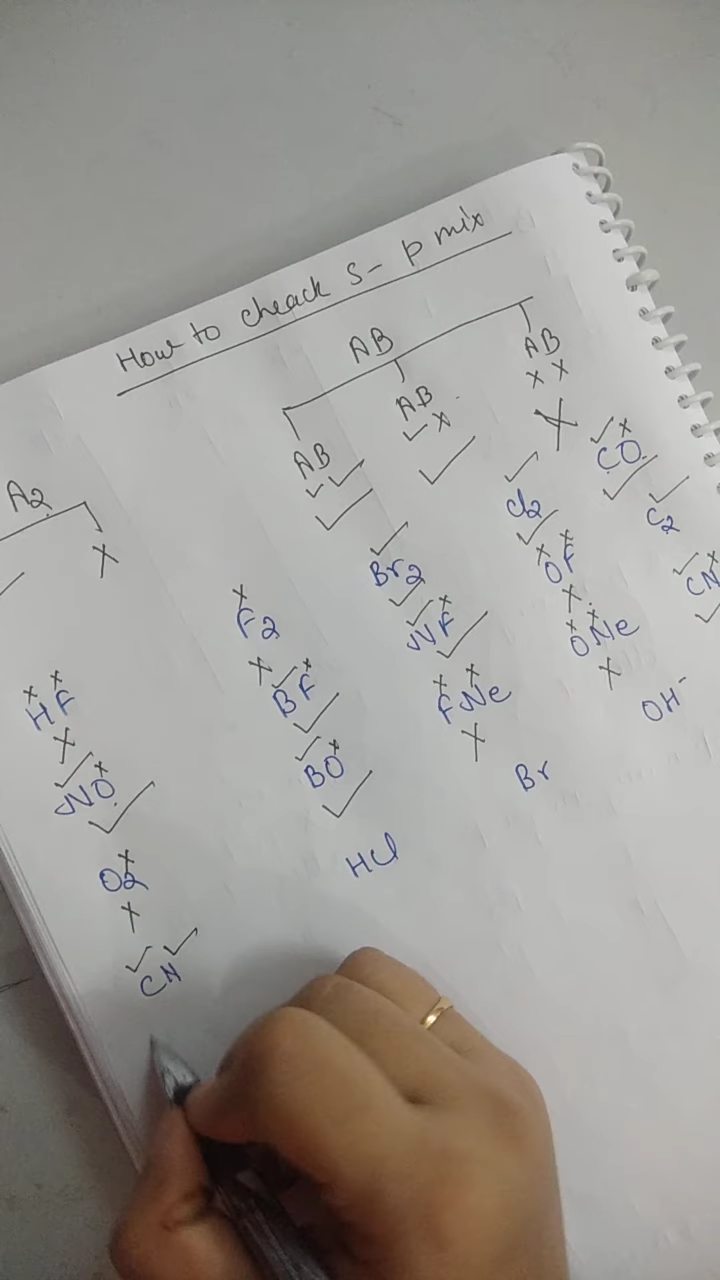 How to cheack s- p mix
AB
A2 AB AB AB
✓ X ✓ ✓ ✓ X X X
✓ ✓ X
✓ ✓ X ✓
Cl2 CO C2
✓ ✓
X ✓ X X ✓ X
F2 Br2 OF CN
X ✓ X ✓
X X ✓ X ✓ X X X
HF BF NF ONe
X ✓ ✓ X
✓ X ✓ X X X
NO BO FNe OH-
✓ ✓ X
X
O2 HCl Br
X
✓ ✓
CN